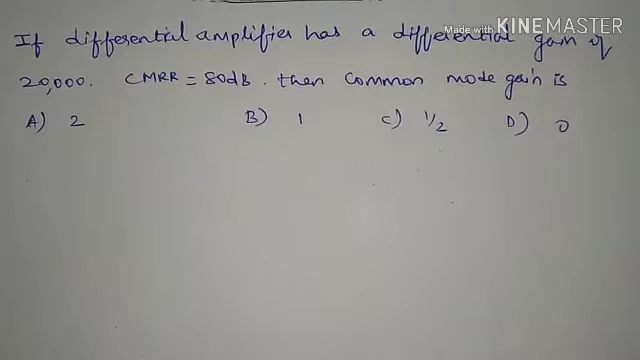 Made with KINEMASTER
If differential amplifier has a differential gain of
20,000. CMRR = 80dB. then common mode gain is
A) 2 B) 1 C) 1/2 D) 0